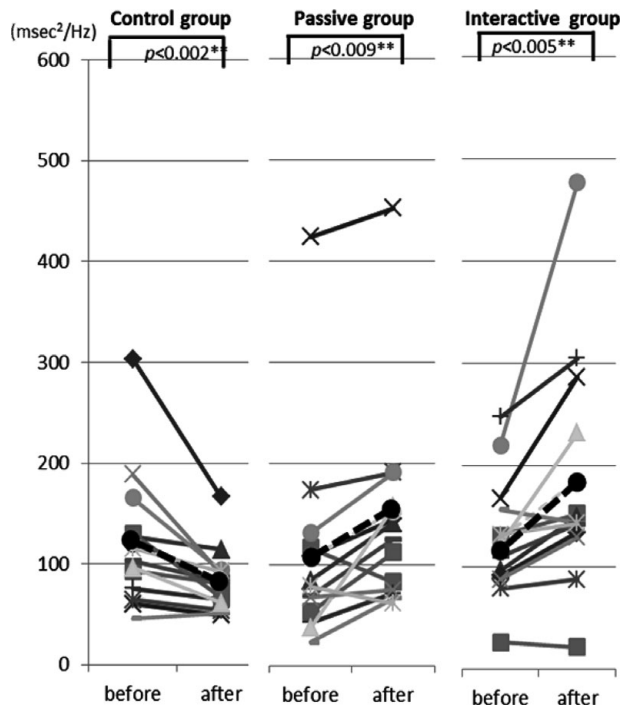 Control group Passive group Interactive group
(msec²/Hz)
p<0.002** p<0.009** p<0.005**
600
500
400
300
200
100
0
before after before after before after